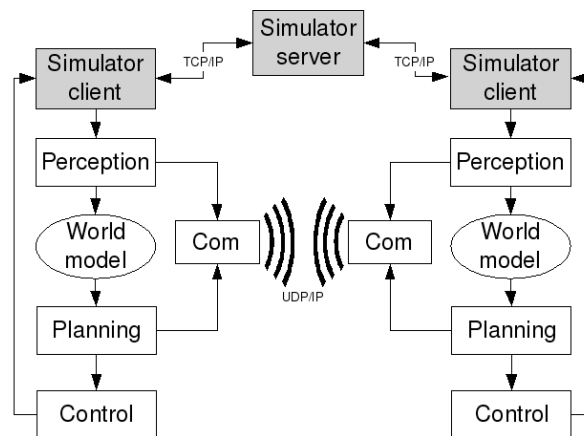 Simulator
server
Simulator
client
TCP/IP
TCP/IP
Simulator
client
Perception
Perception
World
model
Com
Com
World
model
UDP/IP
Planning
Planning
Control
Control